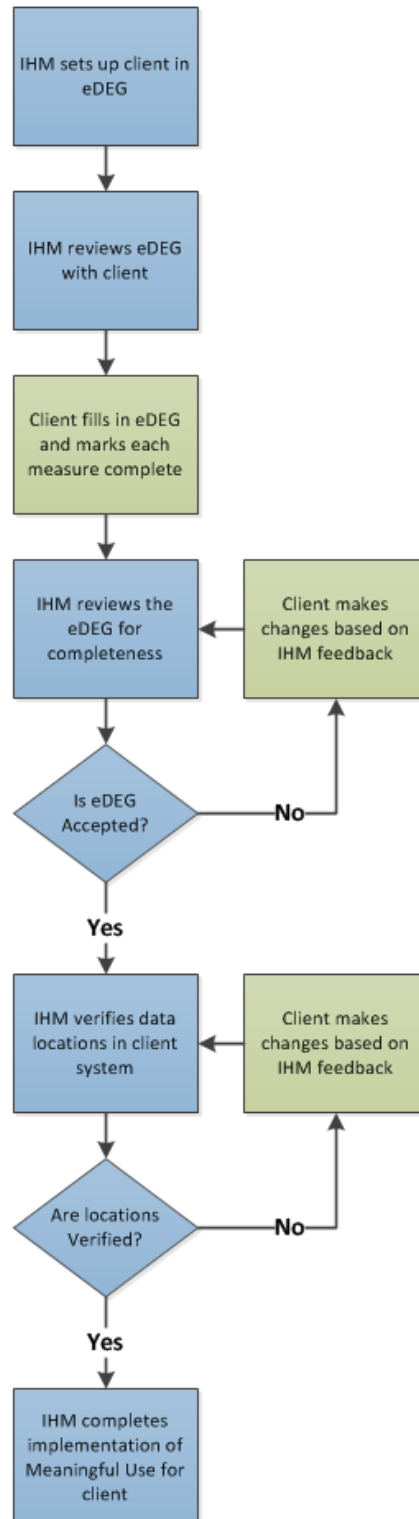 IHM sets up client in
eDEG
IHM reviews eDEG
with client
Client fills in eDEG
and marks each
measure complete
IHM reviews the
eDEG for
completeness
Client makes
changes based on
IHM feedback
Is eDEG
Accepted?
No
Yes
IHM verifies data
locations in client
system
Client makes
changes based on
IHM feedback
Are locations
Verified?
No
Yes
IHM completes
implementation of
Meaningful Use for
client